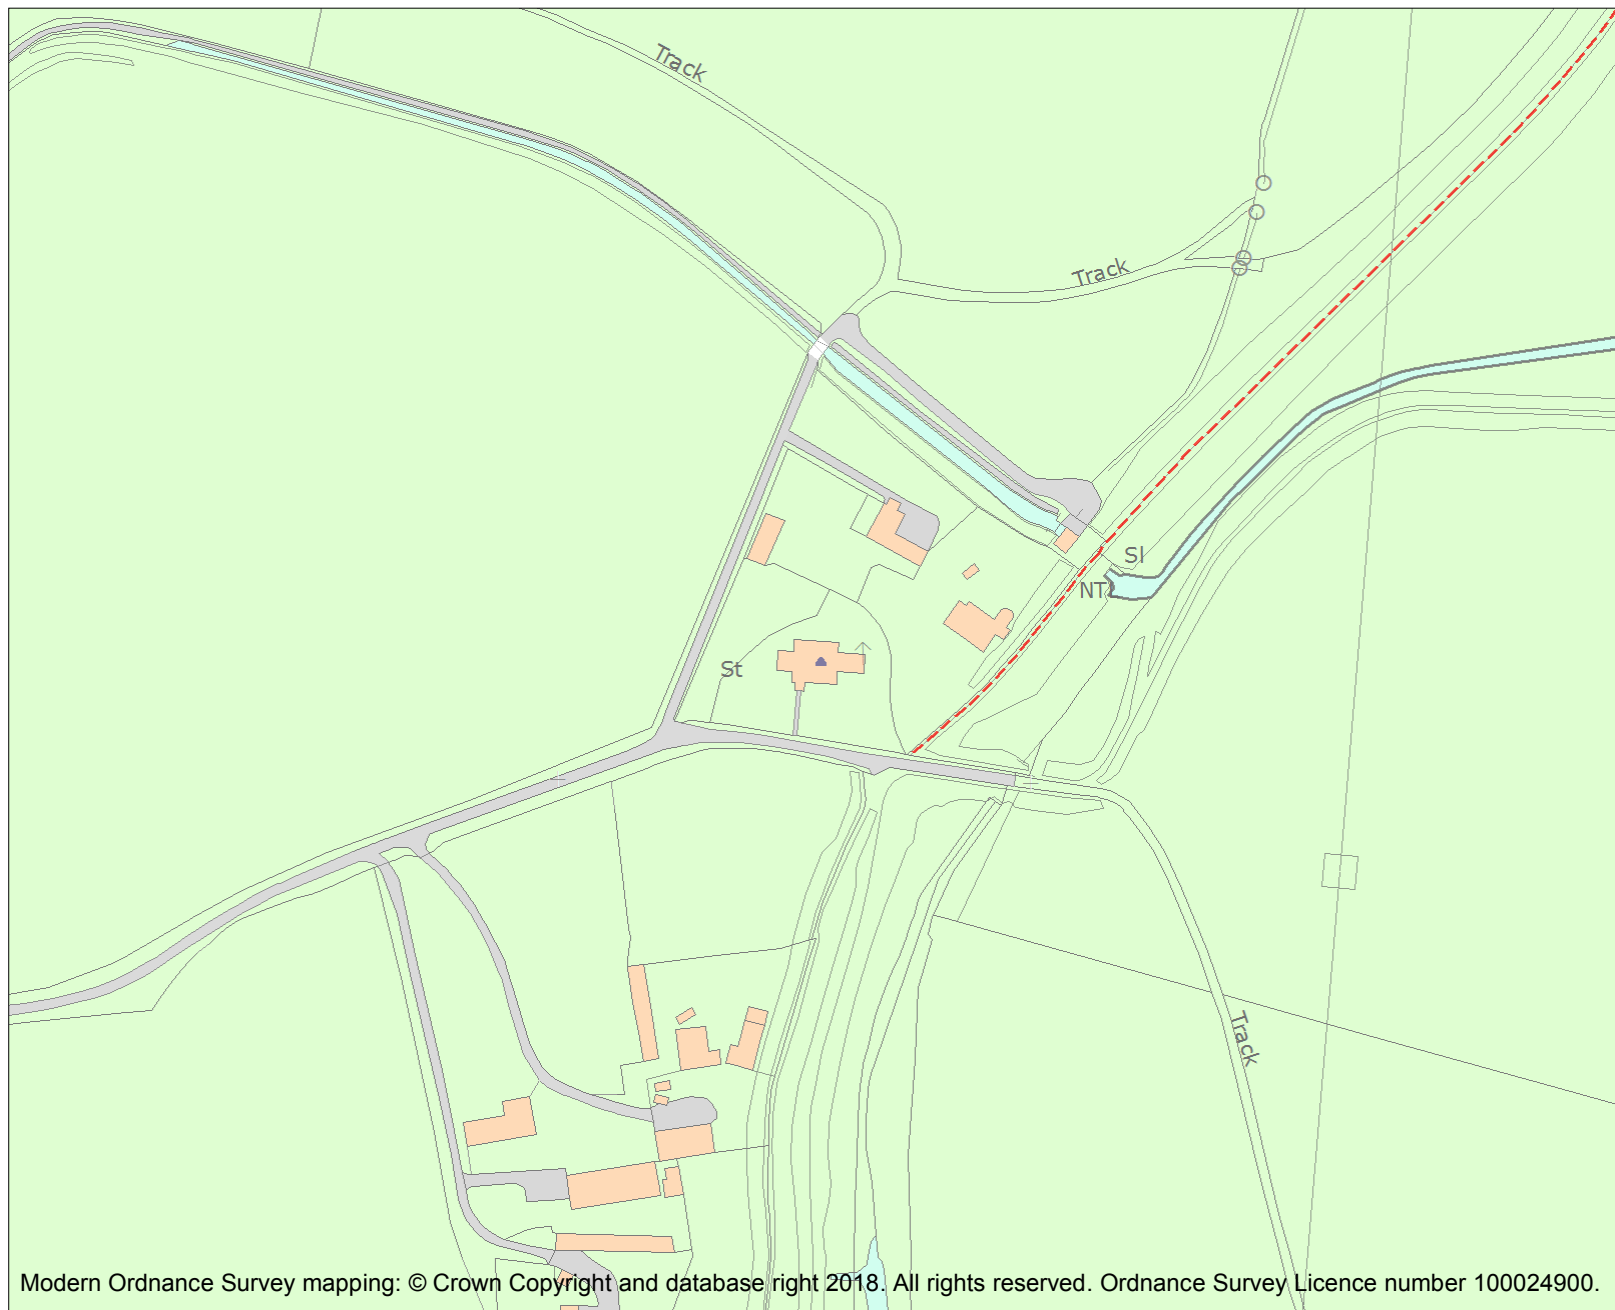 Track
Track
Sl
NT
St
Track
Modern Ordnance Survey mapping: © Crown Copyright and database right 2018. All rights reserved. Ordnance Survey Licence number 100024900.